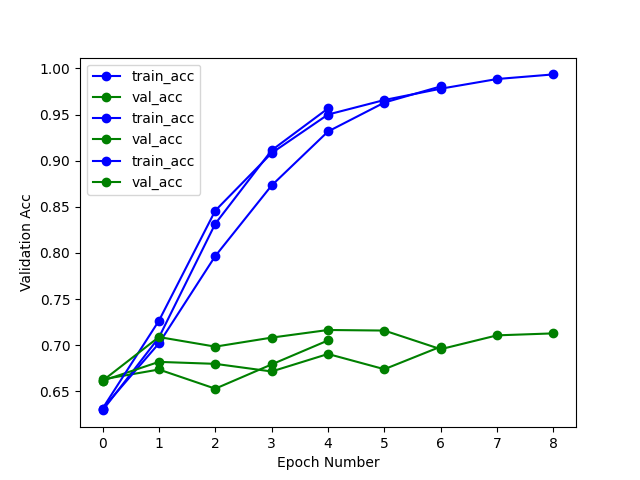 1.00
0.95
0.90
0.85
0.80
0.75
0.70
0.65
Validation Acc
train_acc
val_acc
train_acc
val_acc
train_acc
val_acc
0 1 2 3 4 5 6 7 8
Epoch Number